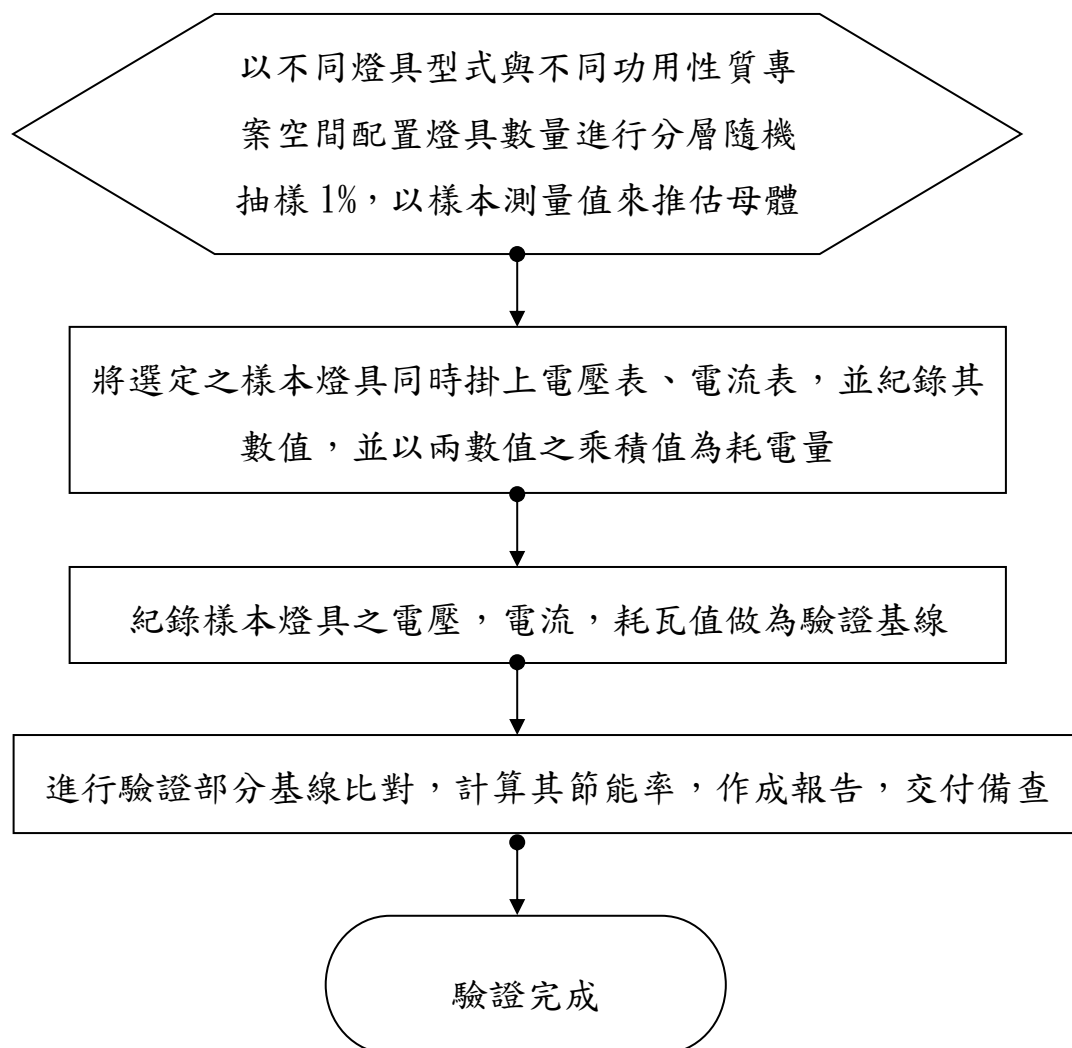 以不同燈具型式與不同功用性質專
案空間配置燈具數量進行分層隨機
抽樣 1%,以樣本測量值來推估母體
將選定之樣本燈具同時掛上電壓表、電流表,並紀錄其
數值,並以兩數值之乘積值為耗電量
紀錄樣本燈具之電壓,電流,耗瓦值做為驗證基線
進行驗證部分基線比對,計算其節能率,作成報告,交付備查
驗證完成